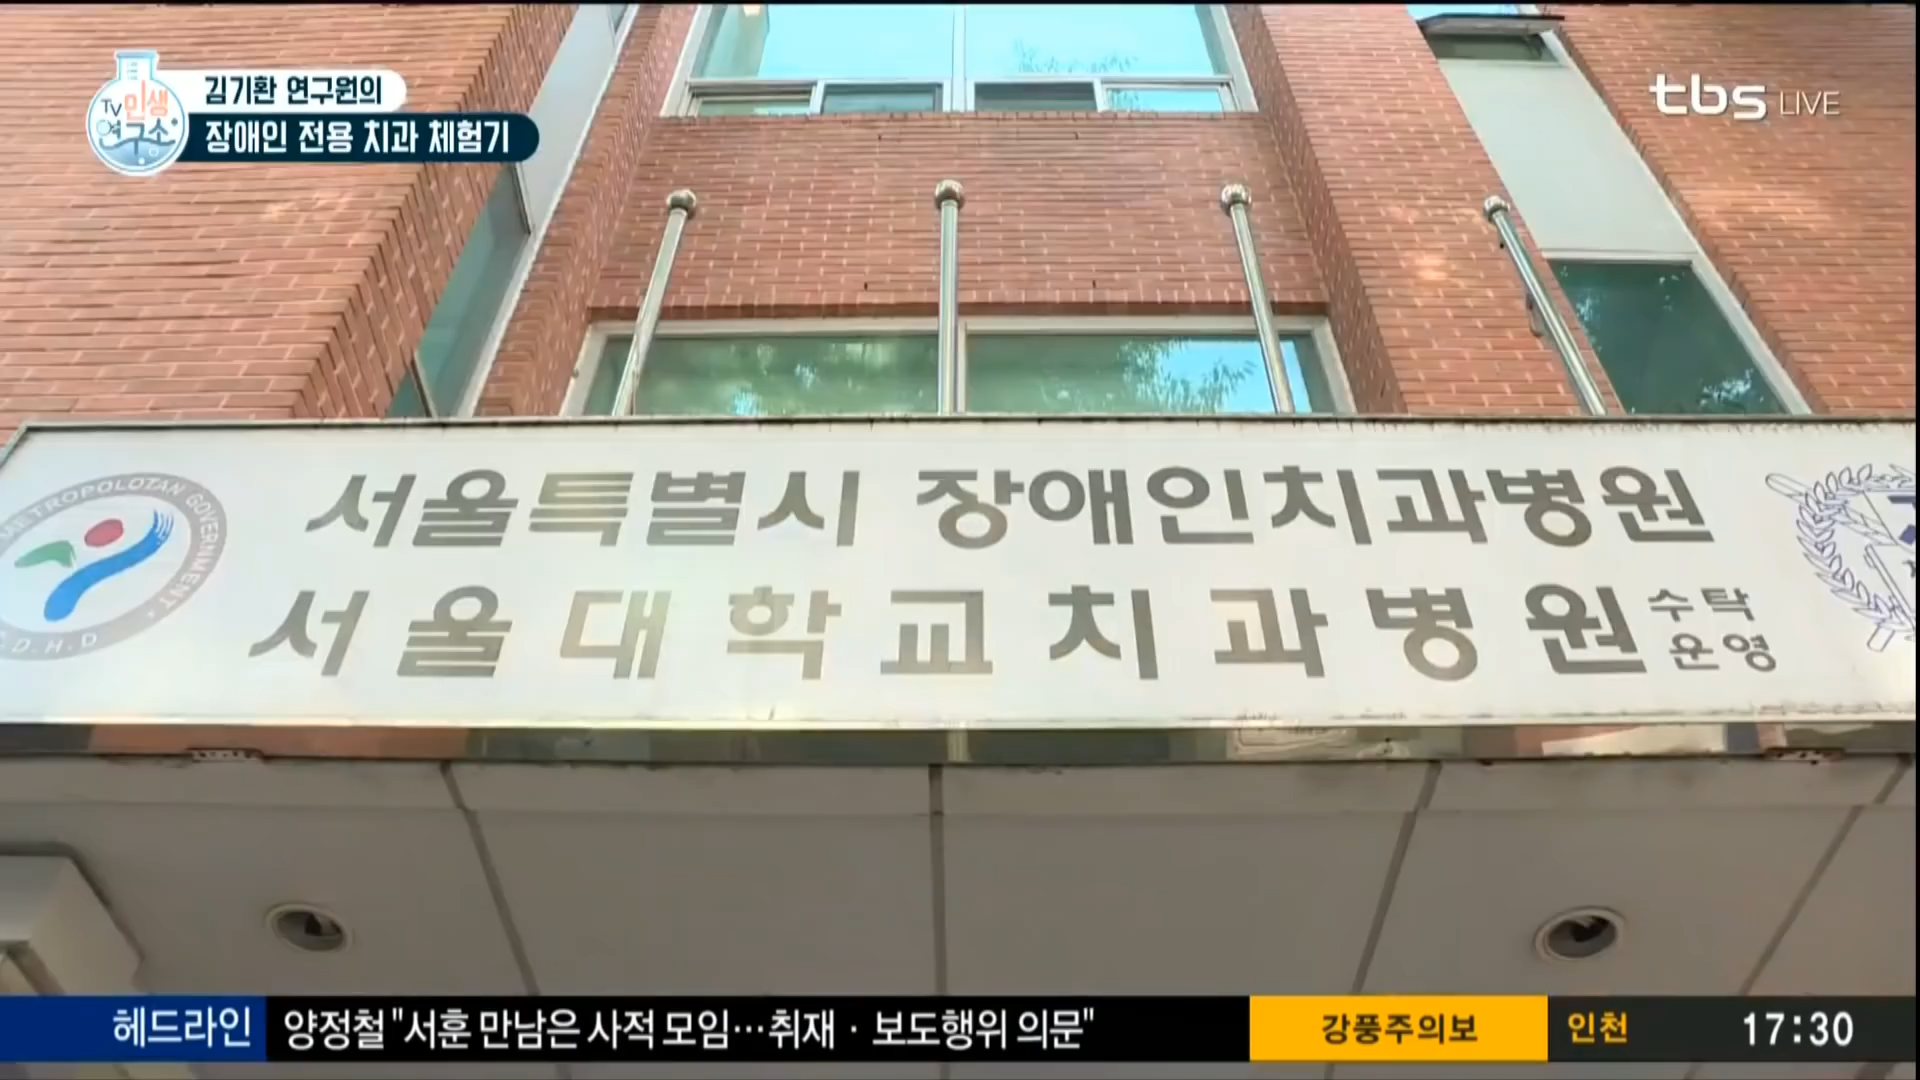 TV 민생
연구소
김기환 연구원의
장애인 전용 치과 체험기
tbs LIVE
METROPOLOTAN GOVERNMENT
D.H.D
서울특별시 장애인치과병원
서울대학교치과병원 수탁
운영
헤드라인 양정철 "서훈 만남은 사적 모임…취재 · 보도행위 의문" 강풍주의보 인천 17:30